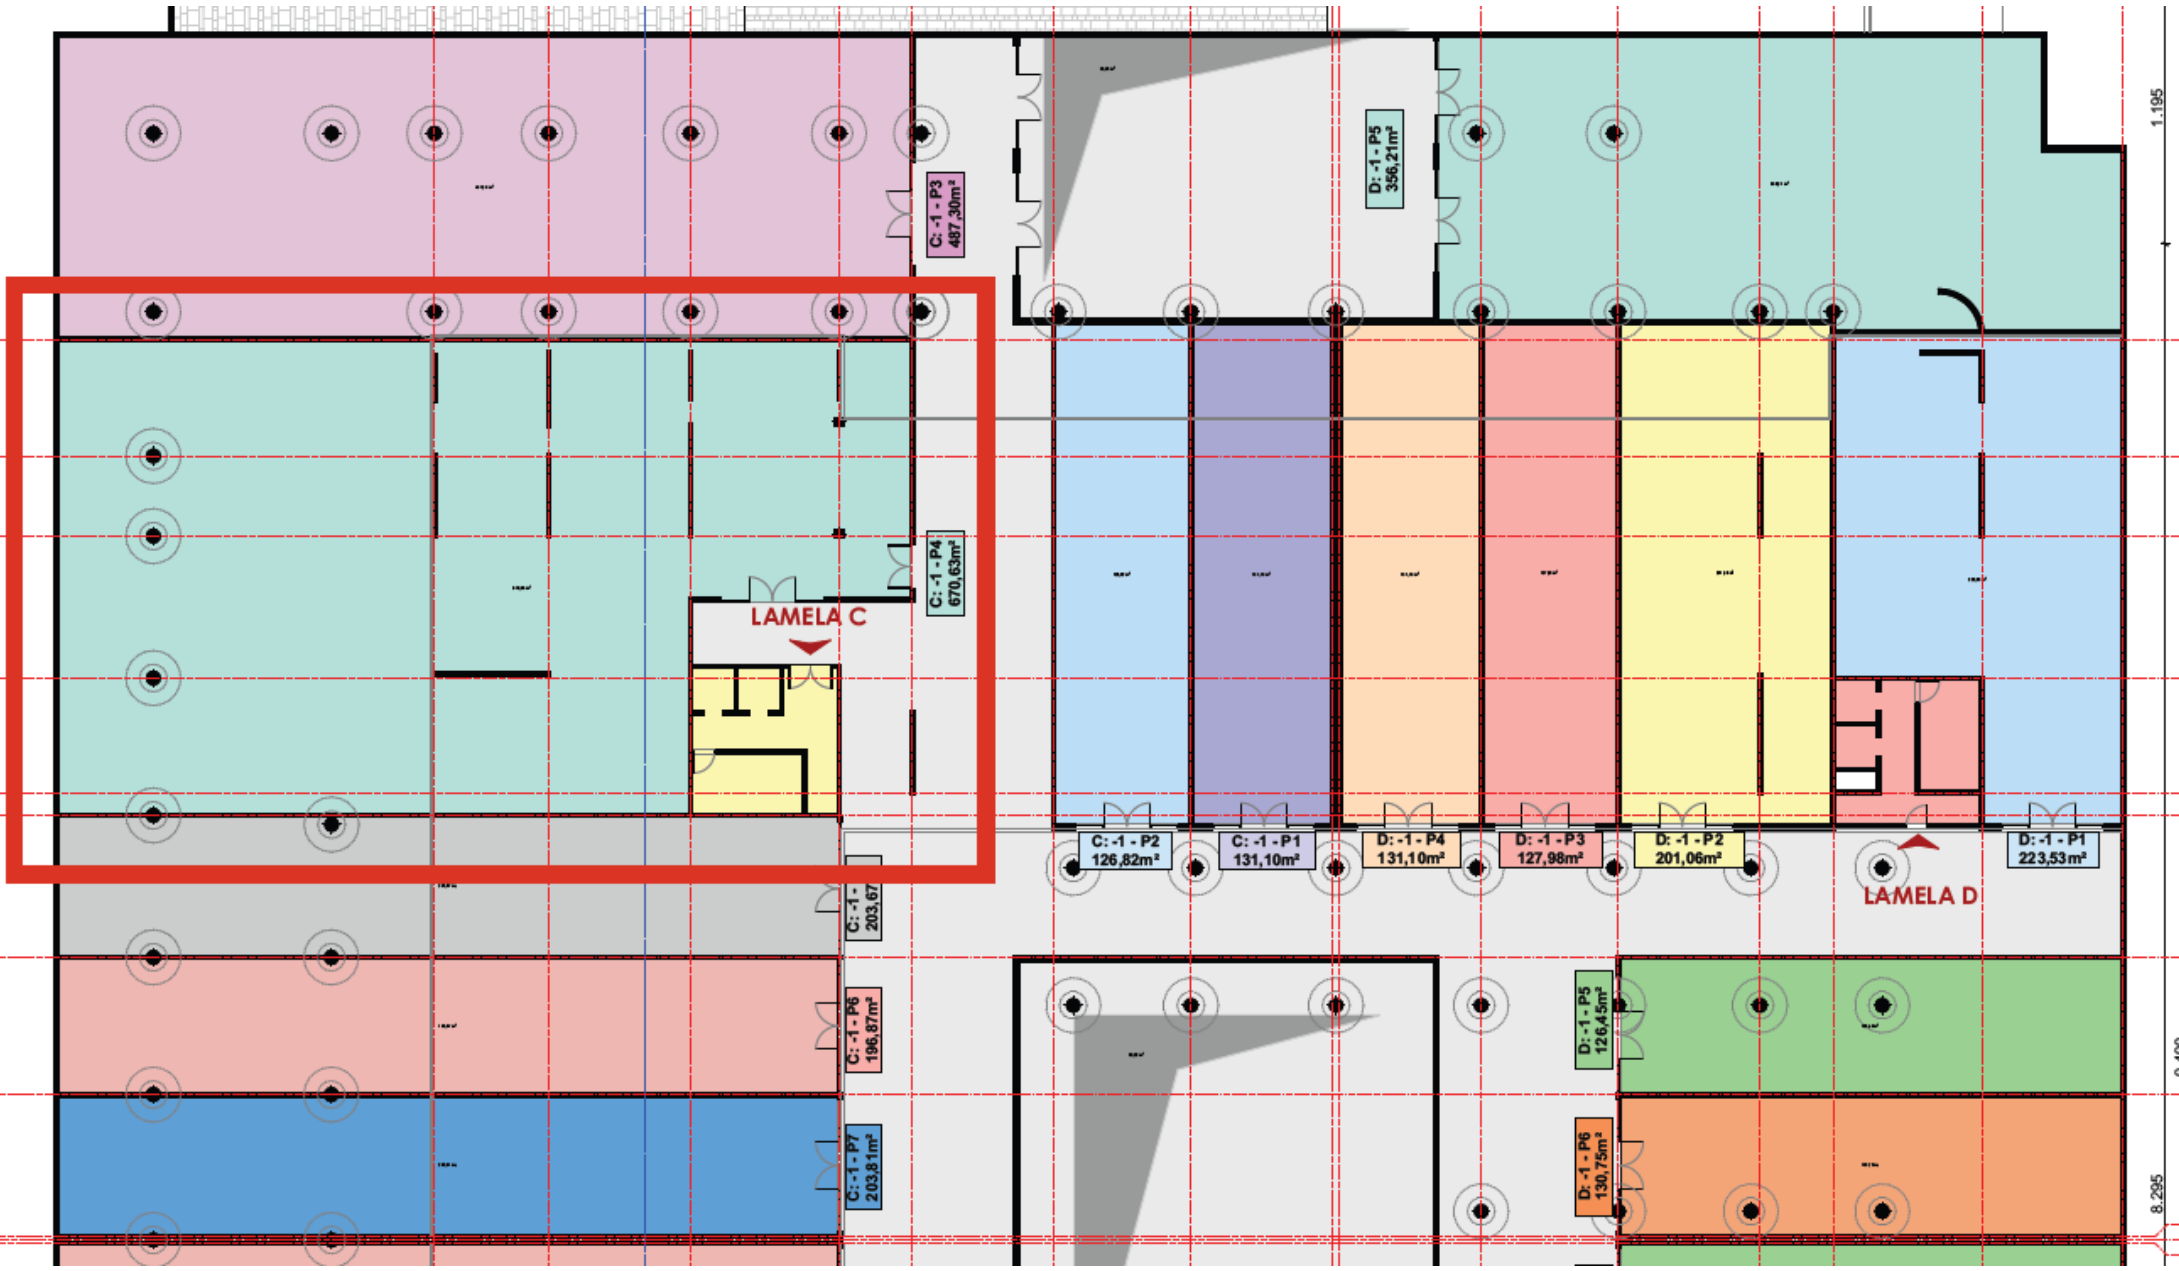 1.195
D: -1 - P5
356,21m²
C: -1 - P3
487,30m²
C: -1 - P4
670,63m²
LAMELA C
C: -1 - P2
126,82m²
C: -1 - P1
131,10m²
D: -1 - P4
131,10m²
D: -1 - P3
127,98m²
D: -1 - P2
201,06m²
D: -1 - P1
223,53m²
LAMELA D
C: -1 -
203,67
C: -1 - P6
196,87m²
D: -1 - P5
126,45m²
C: -1 - P7
203,81m²
D: -1 - P6
130,75m²
8.295